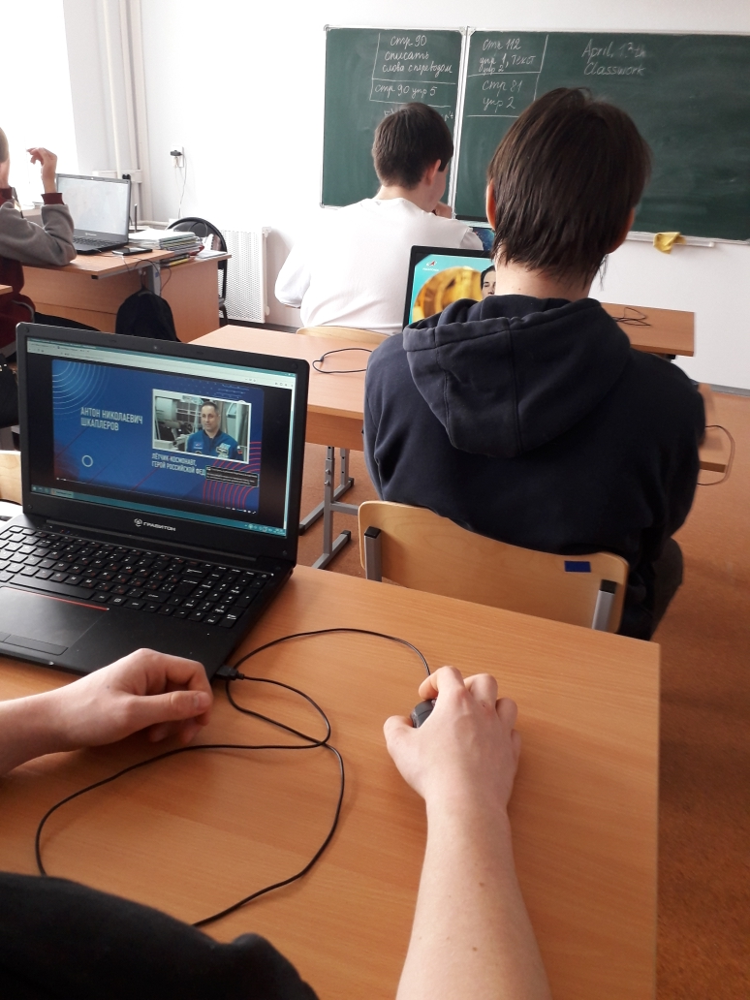 стр 90
списать
слова с переводом
стр 90 упр 5
стр 112
упр 1,
упр 2
стр 81
упр 2
April, 13th
Classwork
АНТОН НИКОЛАЕВИЧ
ШКАПЛЕРОВ
ЛЁТЧИК-КОСМОНАВТ,
ГЕРОЙ РОССИЙСКОЙ ФЕД
ГРАВИТОН